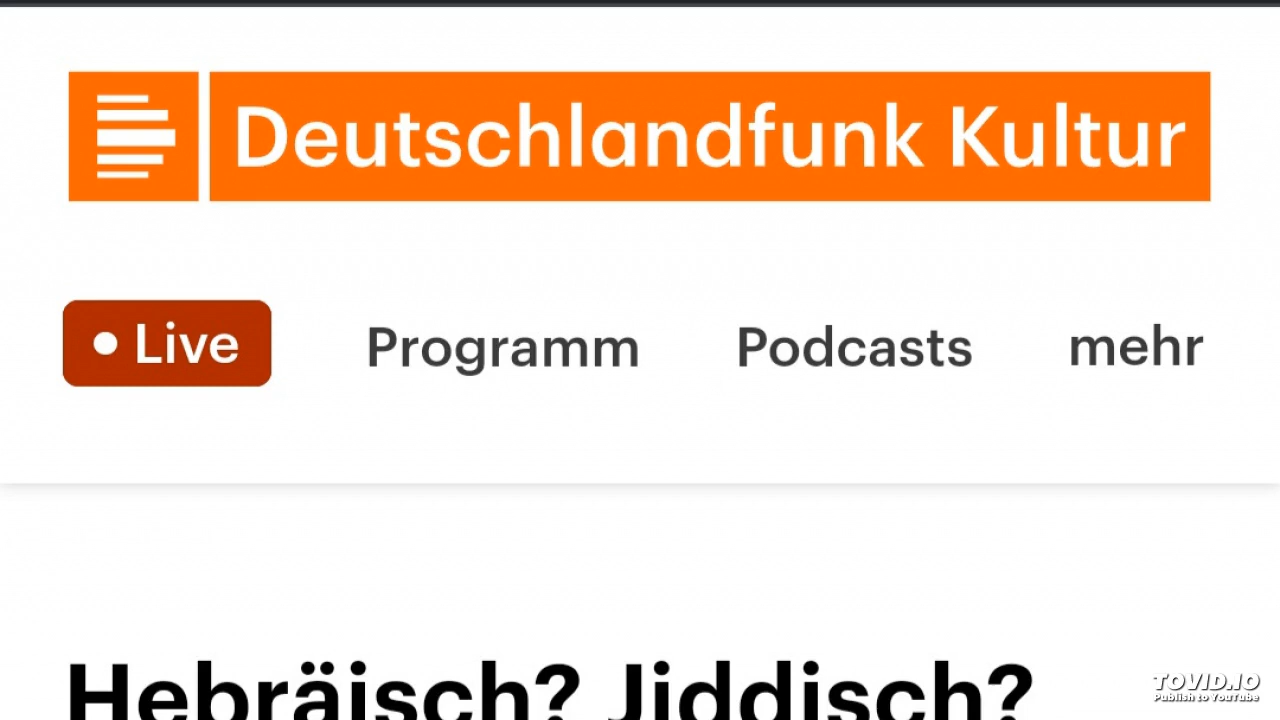 Deutschlandfunk Kultur
Live
Programm
Podcasts
mehr
Hebräisch? Jiddisch?
TOVID.IO
Publish to YouTube